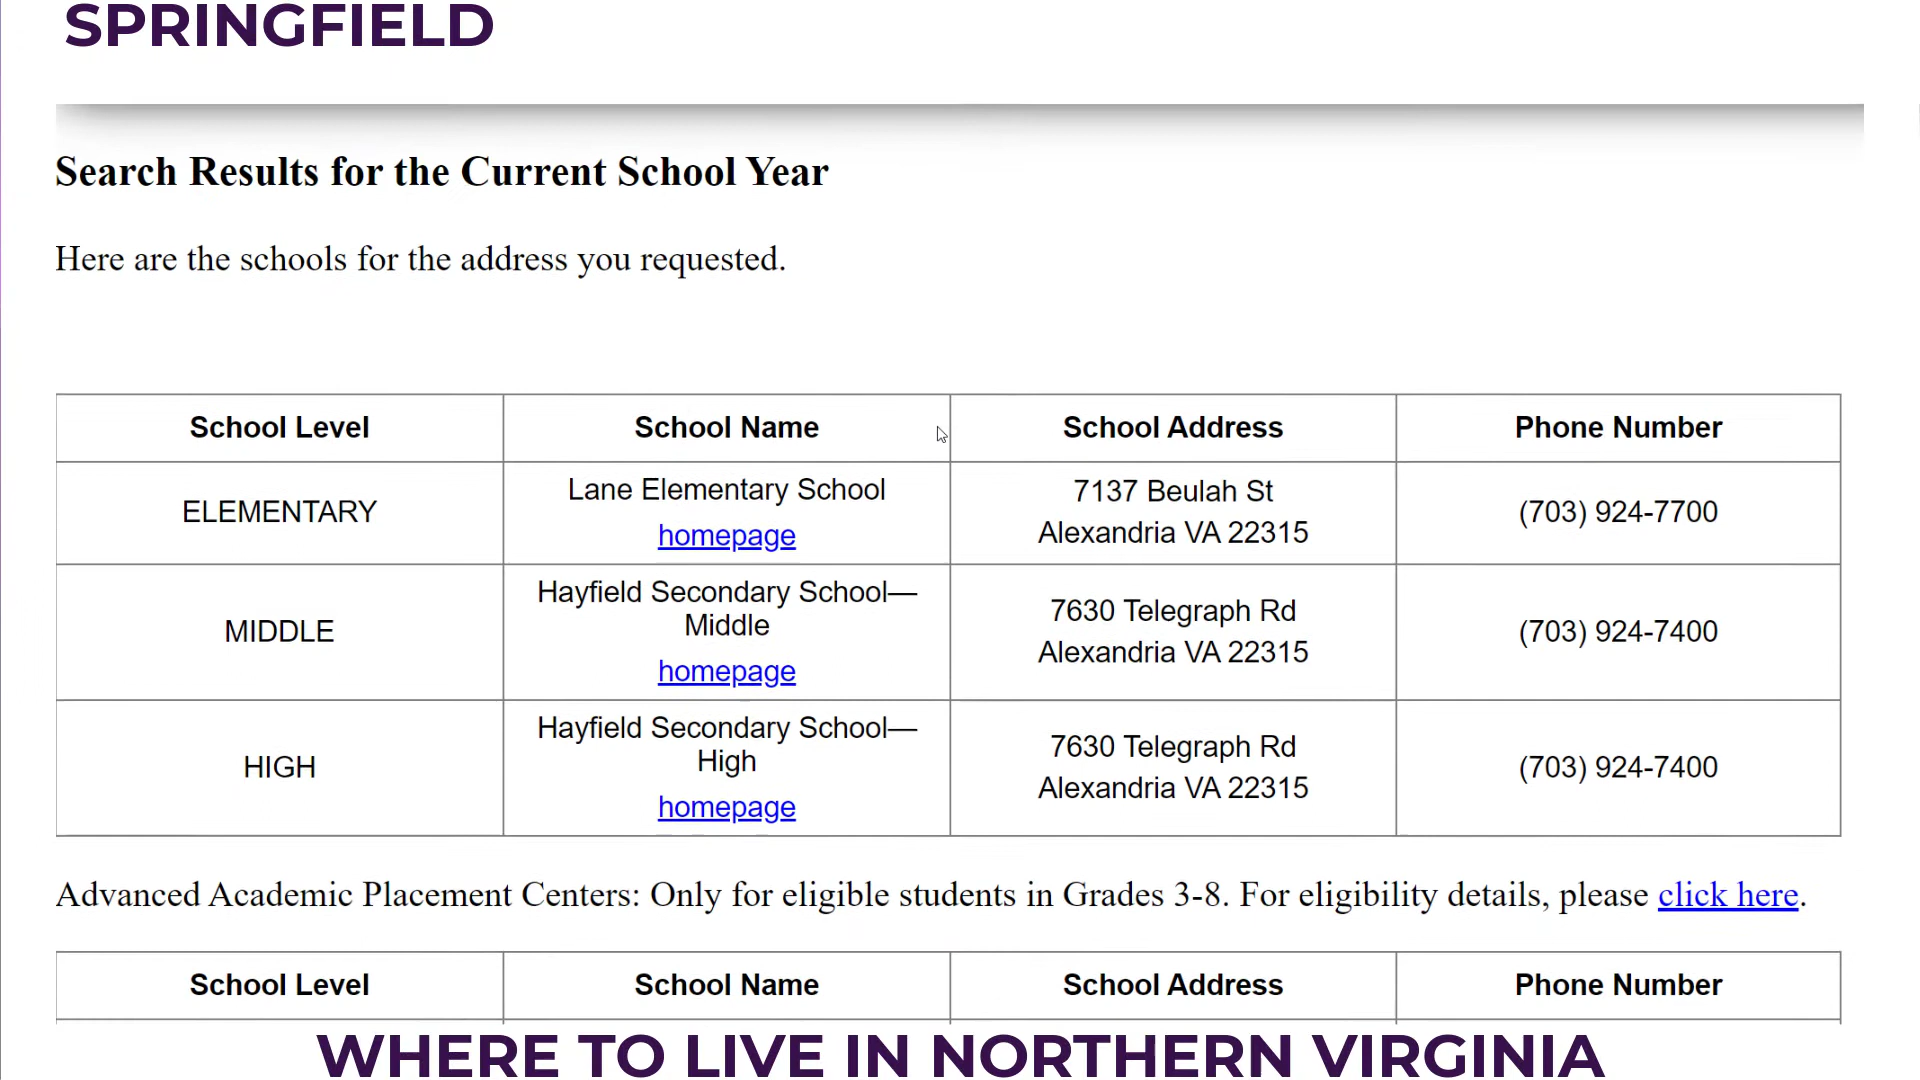 SPRINGFIELD
Search Results for the Current School Year
Here are the schools for the address you requested.
School Level School Name School Address Phone Number
ELEMENTARY
Lane Elementary School
homepage
7137 Beulah St
Alexandria VA 22315
(703) 924-7700
MIDDLE
Hayfield Secondary School—
Middle
homepage
7630 Telegraph Rd
Alexandria VA 22315
(703) 924-7400
HIGH
Hayfield Secondary School—
High
homepage
7630 Telegraph Rd
Alexandria VA 22315
(703) 924-7400
Advanced Academic Placement Centers: Only for eligible students in Grades 3-8. For eligibility details, please click here.
School Level School Name School Address Phone Number
WHERE TO LIVE IN NORTHERN VIRGINIA